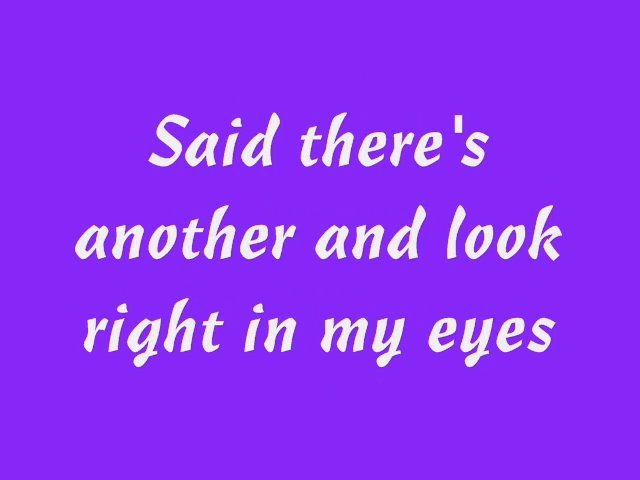 Said there's
another and look
right in my eyes